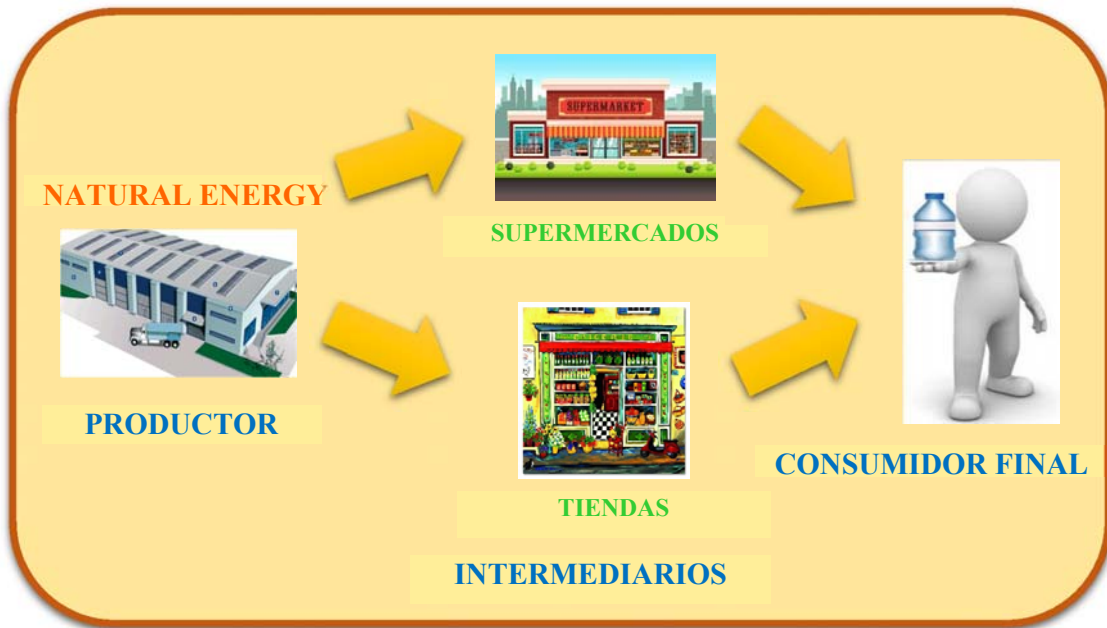 SUPERMARKET
NATURAL ENERGY
SUPERMERCADOS
PRODUCTOR
CONSUMIDOR FINAL
TIENDAS
INTERMEDIARIOS